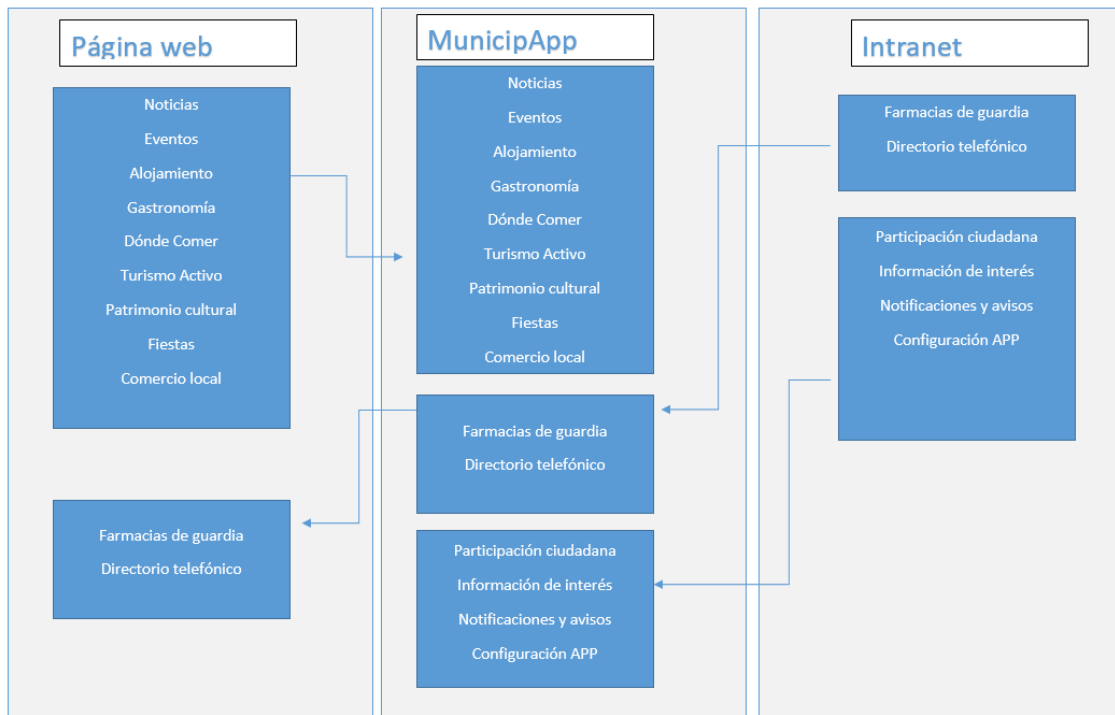 Página web
Noticias
Eventos
Alojamiento
Gastronomía
Dónde Comer
Turismo Activo
Patrimonio cultural
Fiestas
Comercio local
Farmacias de guardia
Directorio telefónico
MunicipApp
Noticias
Eventos
Alojamiento
Gastronomía
Dónde Comer
Turismo Activo
Patrimonio cultural
Fiestas
Comercio local
Farmacias de guardia
Directorio telefónico
Participación ciudadana
Información de interés
Notificaciones y avisos
Configuración APP
Intranet
Farmacias de guardia
Directorio telefónico
Participación ciudadana
Información de interés
Notificaciones y avisos
Configuración APP